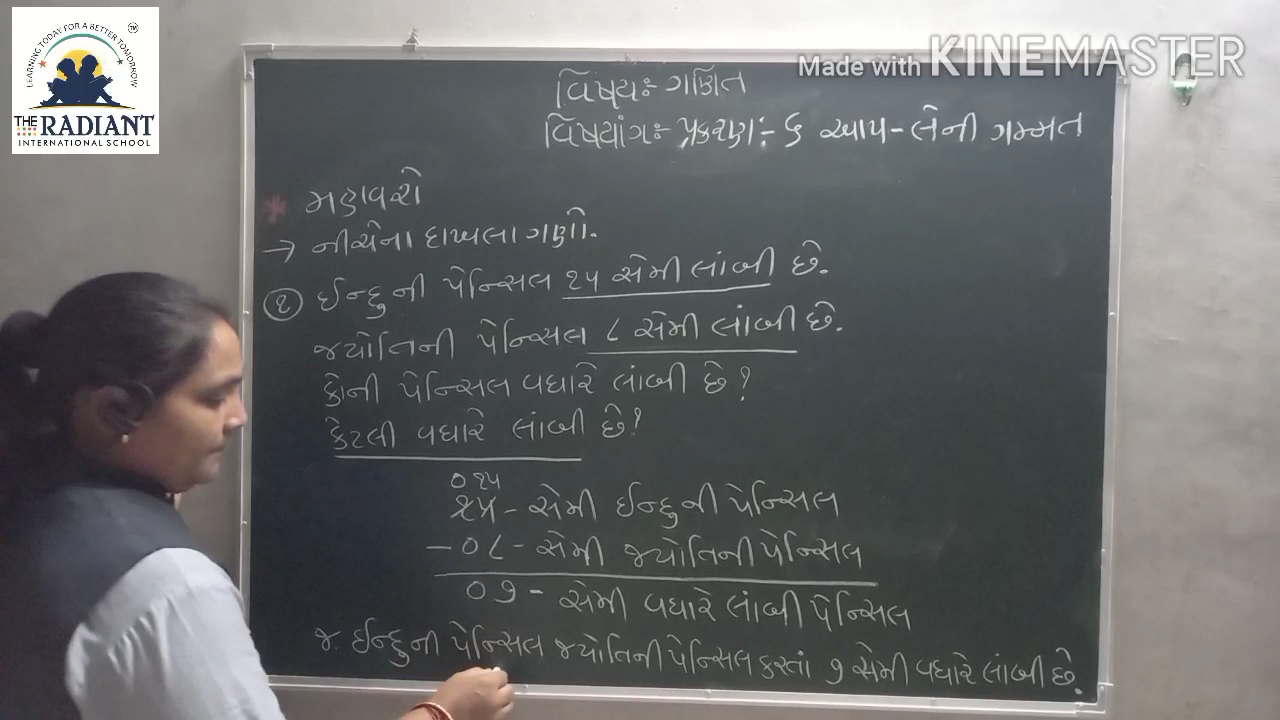 LEARNING TODAY FOR A BETTER TOMORROW
THE RADIANT
INTERNATIONAL SCHOOL
Made with KINEMASTER
વિષય:- ગણિત
વિષયાંગ:- પ્રકરણ:- ૬ આપ-લેની ગમ્મત
* મહાવરો
→ નીચેના દાખલા ગણો.
૧ ઈન્દુની પેન્સિલ ૧૫ સેમી લાંબી છે.
જ્યોતિની પેન્સિલ ૮ સેમી લાંબી છે.
કોની પેન્સિલ વધારે લાંબી છે?
કેટલી વધારે લાંબી છે?
૦ ૧૫
૧૫ - સેમી ઈન્દુની પેન્સિલ
- ૦૮ - સેમી જ્યોતિની પેન્સિલ
૦૭ - સેમી વધારે લાંબી પેન્સિલ
જ. ઈન્દુની પેન્સિલ જ્યોતિની પેન્સિલ કરતાં ૭ સેમી વધારે લાંબી છે.